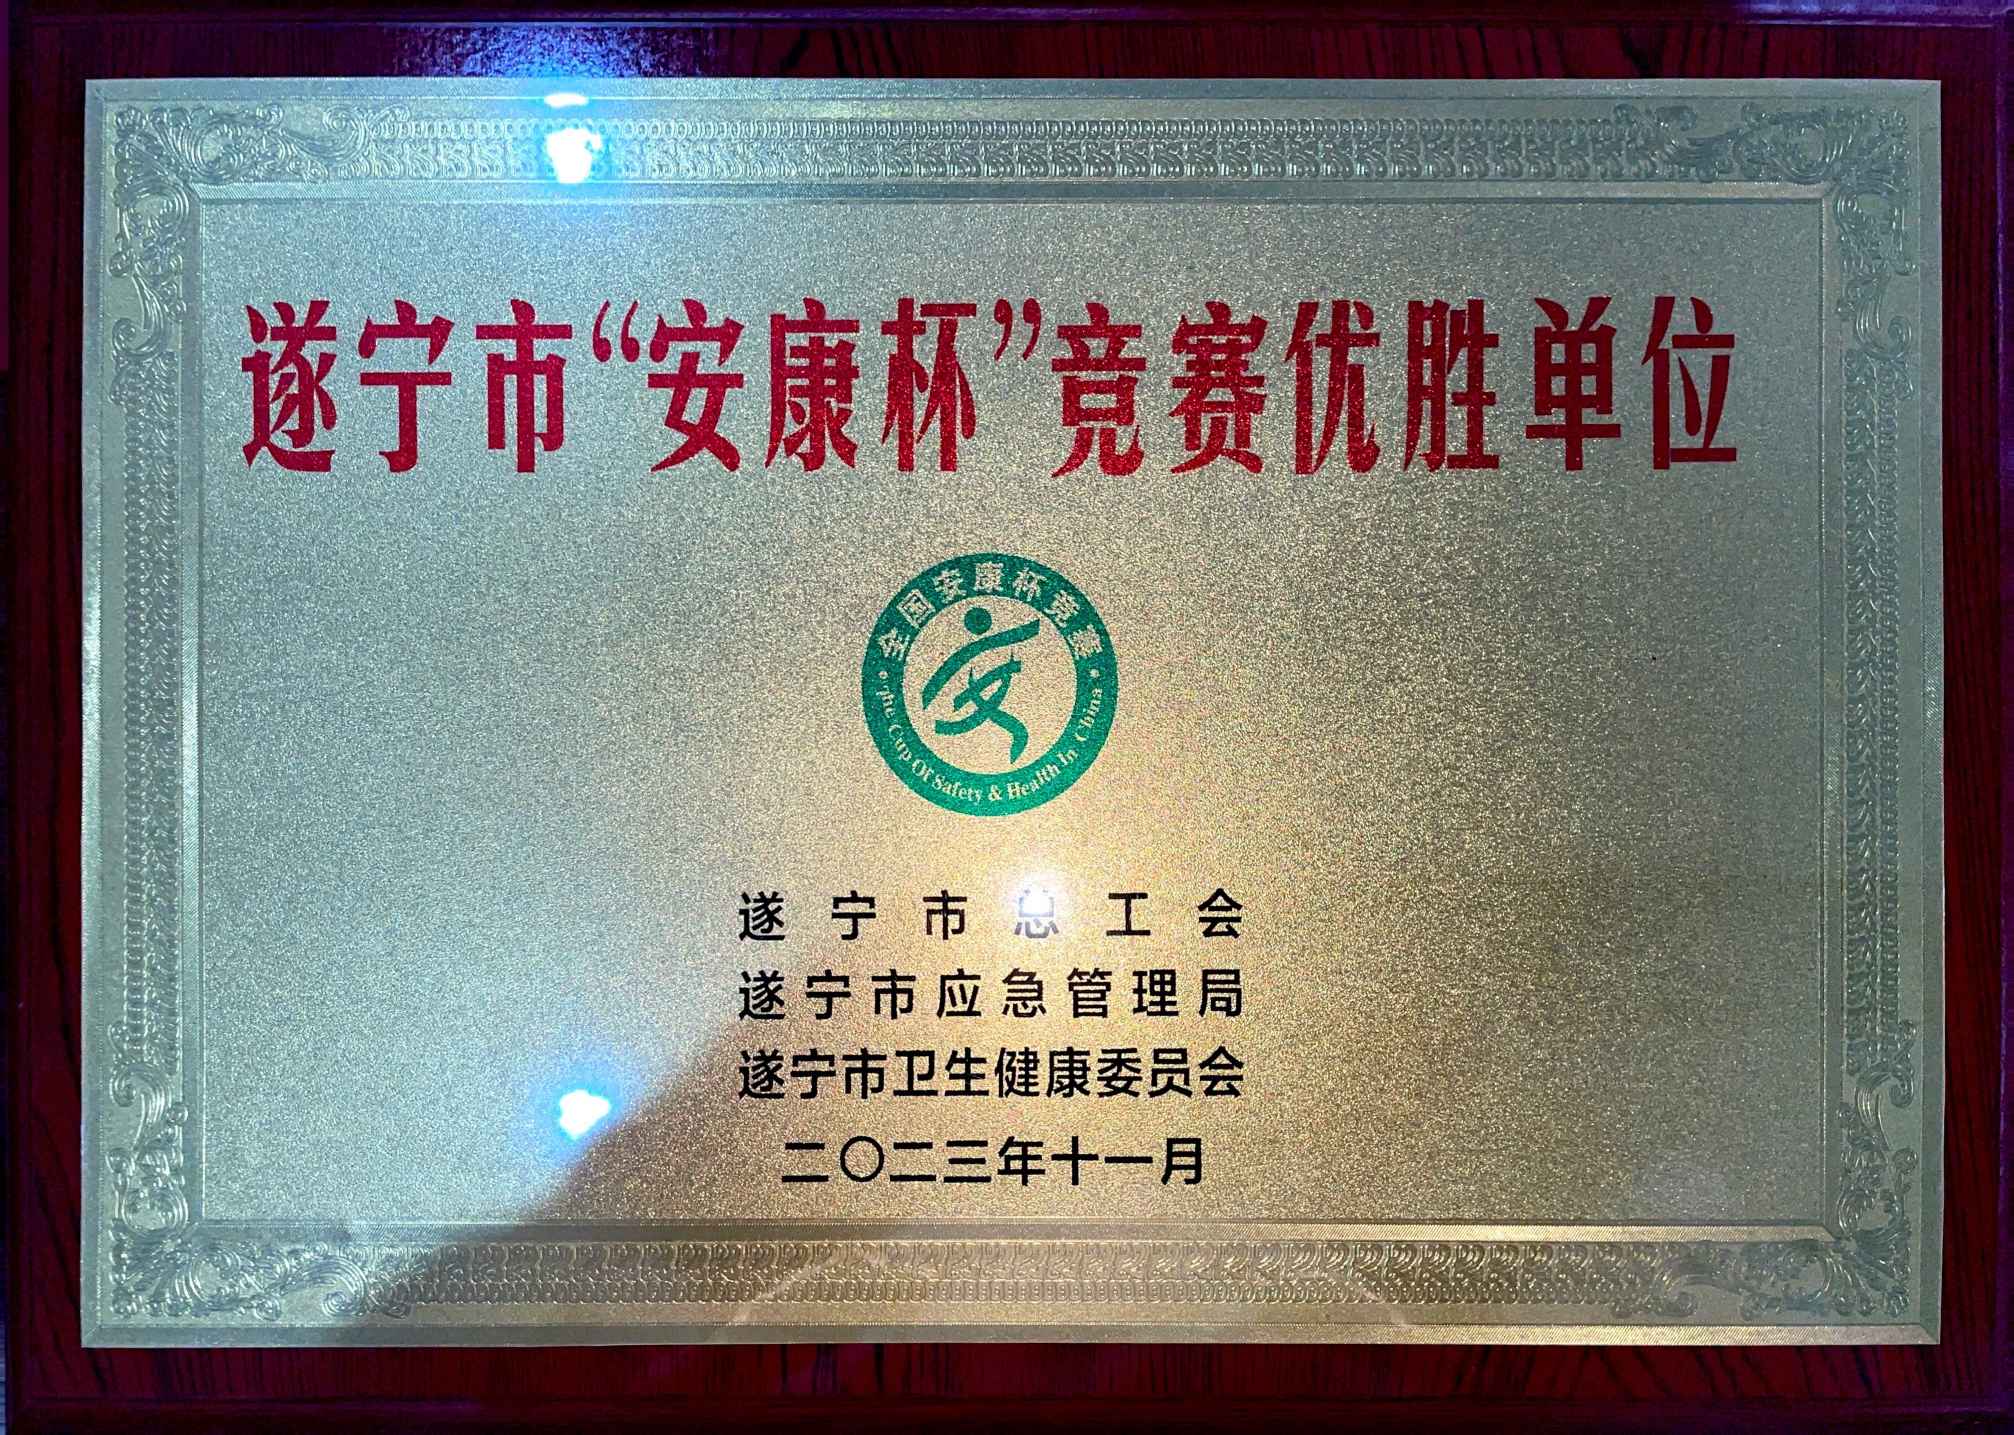 遂宁市“安康杯”竞赛优胜单位
全国安康杯竞赛
The Cup Of Safety & Health In China
遂宁市总工会
遂宁市应急管理局
遂宁市卫生健康委员会
二〇二三年十一月